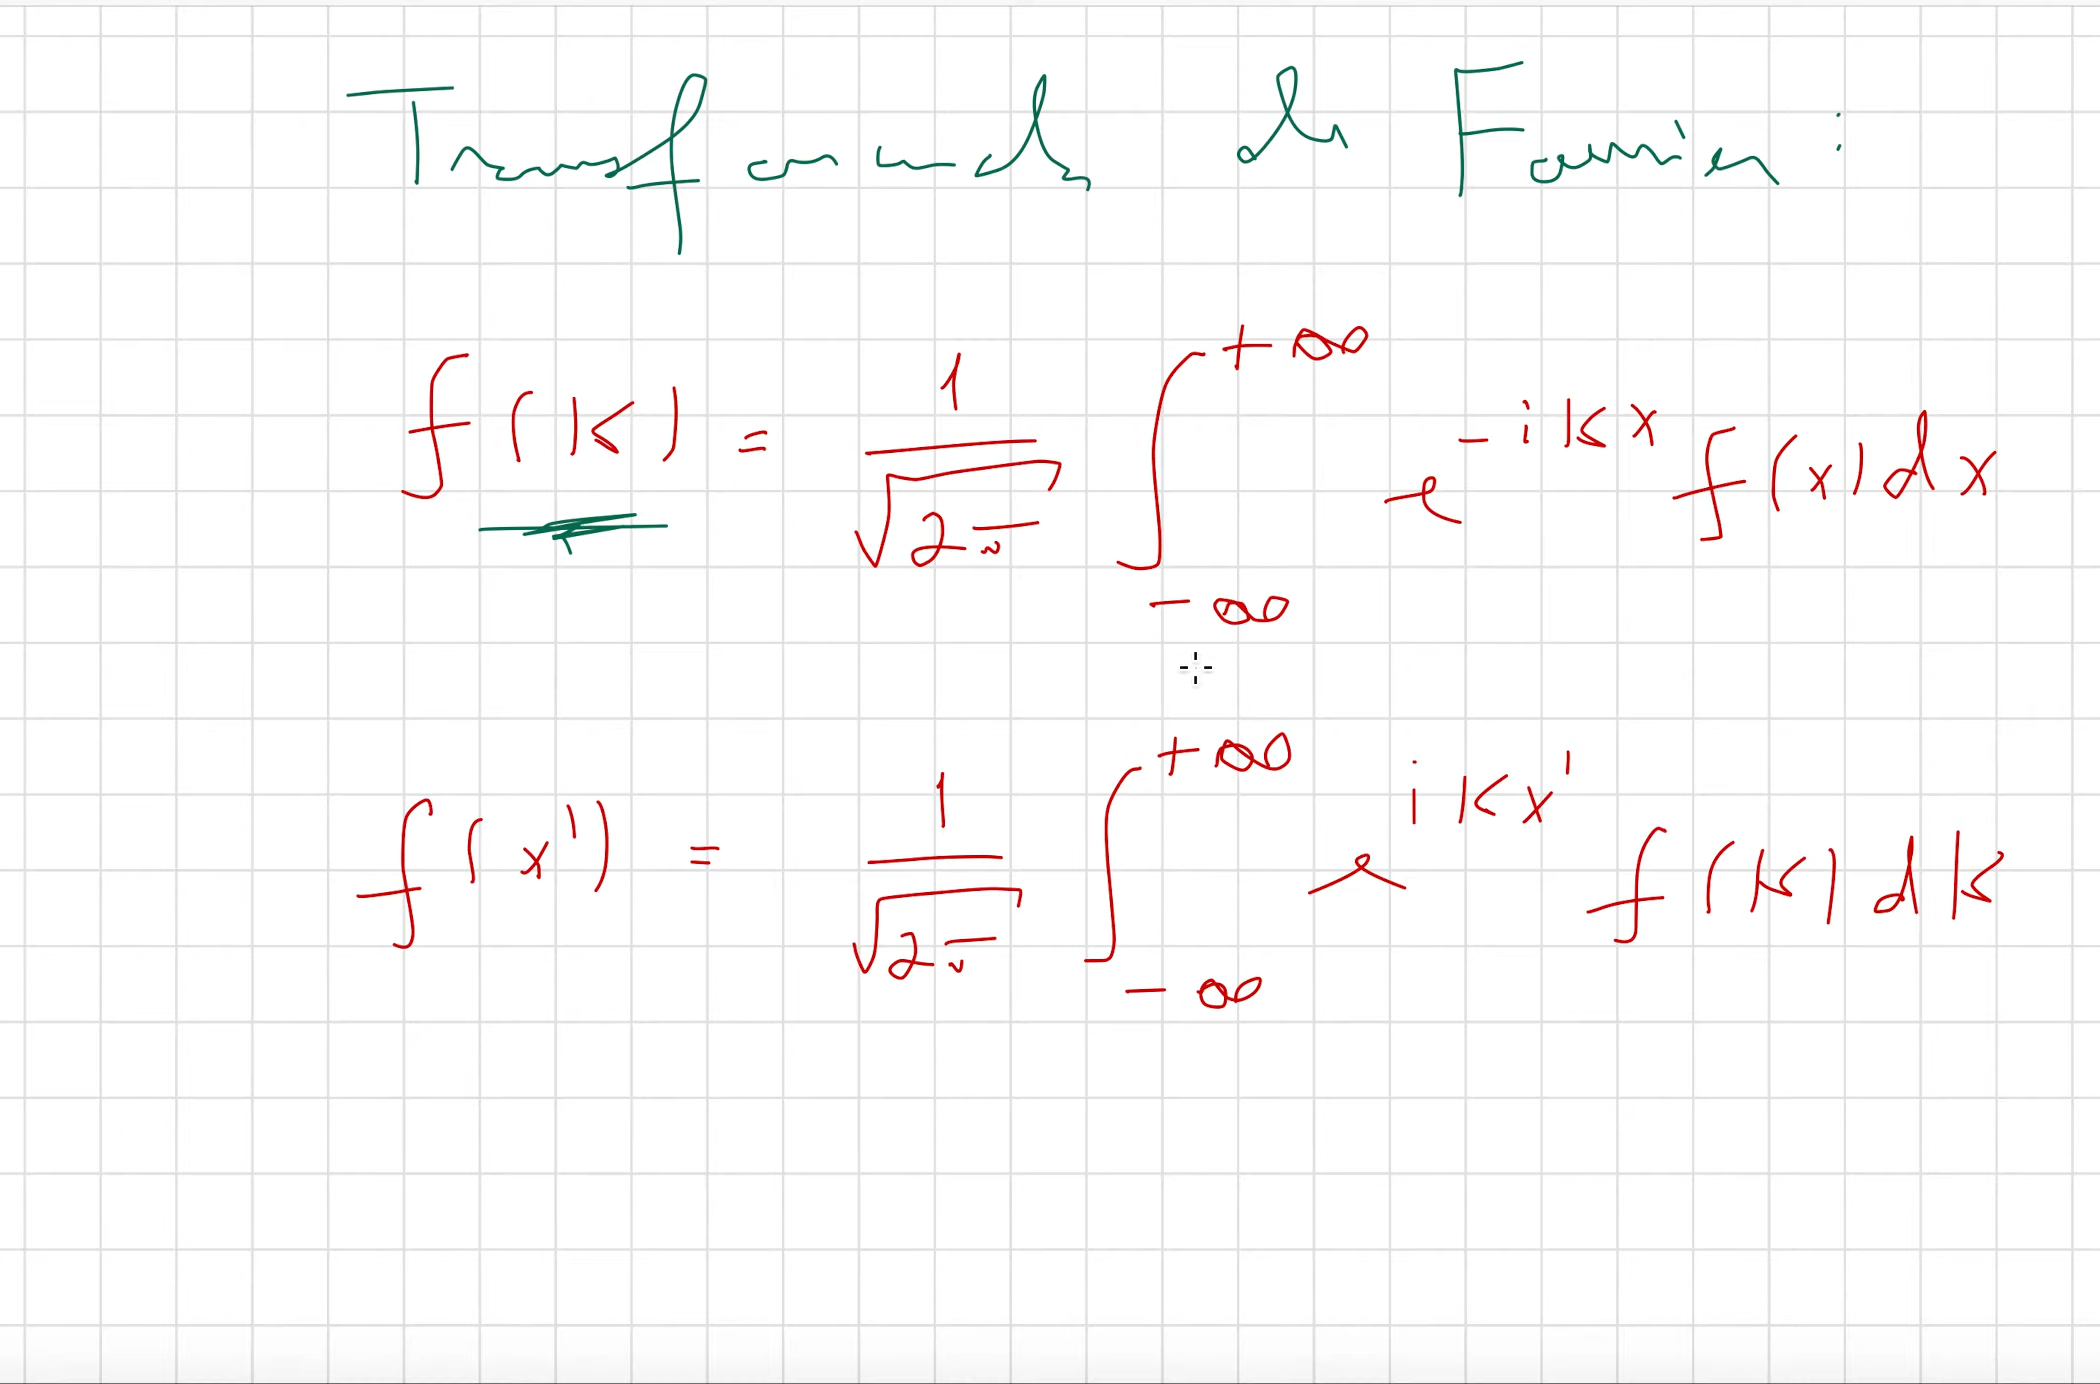 Transformada de Fourier :
f(k) = 1/√2π ∫_{-∞}^{+∞} e^{-ikx} f(x) dx
f(x') = 1/√2π ∫_{-∞}^{+∞} e^{ikx'} f(k) dk